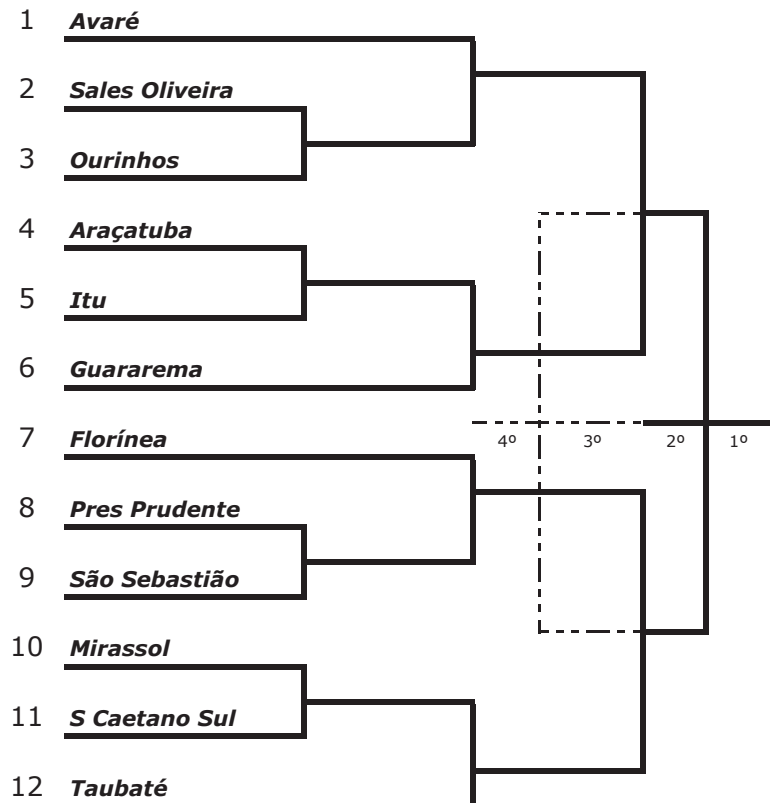 1 Avaré
2 Sales Oliveira
3 Ourinhos
4 Araçatuba
5 Itu
6 Guararema
7 Florínea
4º 3º 2º 1º
8 Pres Prudente
9 São Sebastião
10 Mirassol
11 S Caetano Sul
12 Taubaté